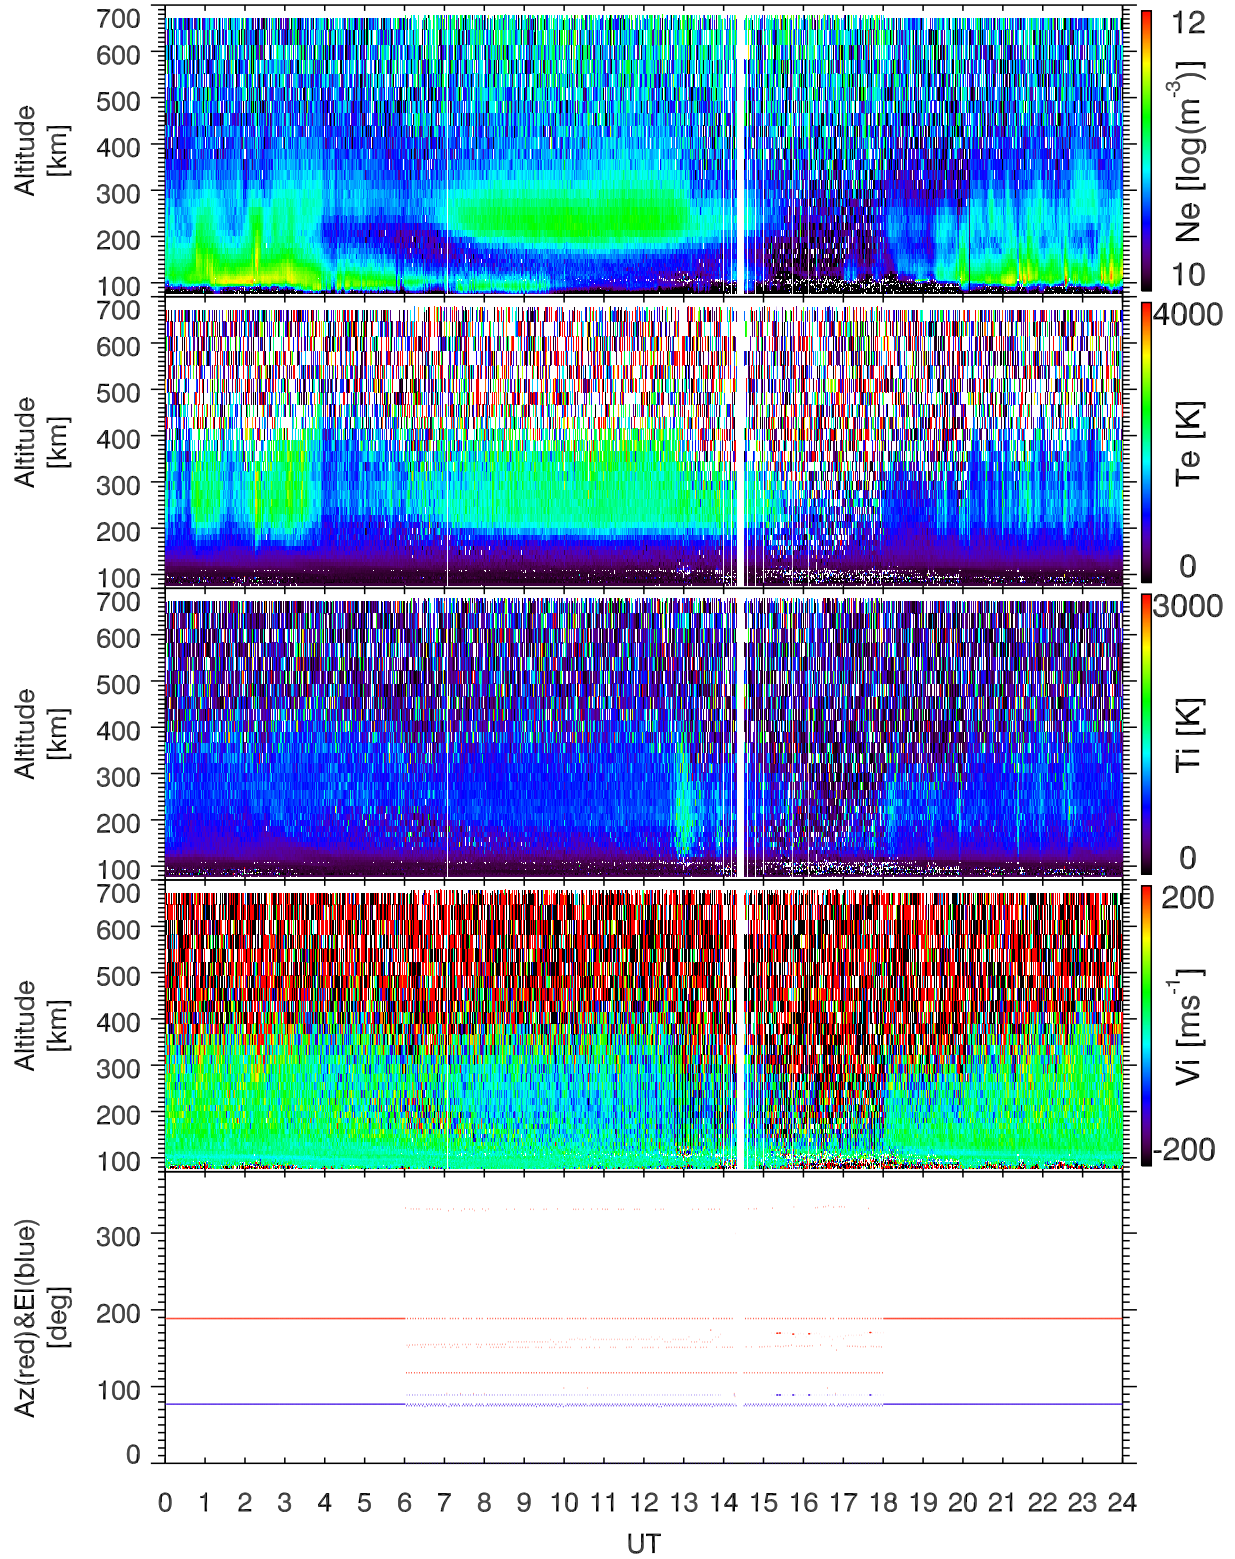 700
600
500
400
300
200
100
Altitude
[km]
12
10
Ne [log(m⁻³)]
700
600
500
400
300
200
100
Altitude
[km]
4000
0
Te [K]
700
600
500
400
300
200
100
Altitude
[km]
3000
0
Ti [K]
700
600
500
400
300
200
100
Altitude
[km]
200
-200
Vi [ms⁻¹]
300
200
100
0
Az(red)&El(blue)
[deg]
0 1 2 3 4 5 6 7 8 9 10 11 12 13 14 15 16 17 18 19 20 21 22 23 24
UT